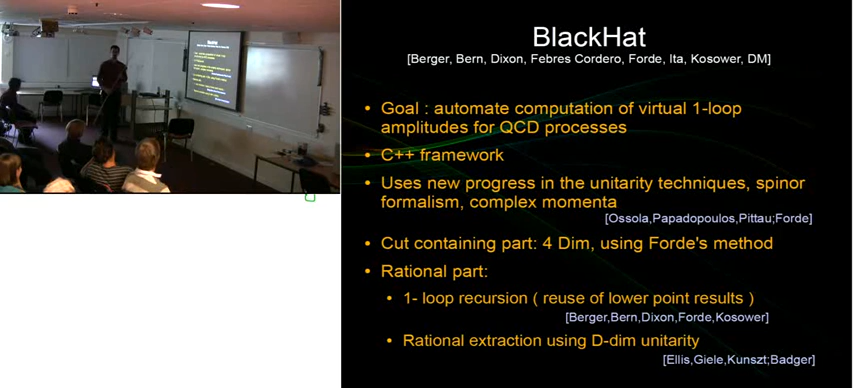 BlackHat
[Berger, Bern, Dixon, Febres Cordero, Forde, Ita, Kosower, DM]
• Goal : automate computation of virtual 1-loop
amplitudes for QCD processes
• C++ framework
• Uses new progress in the unitarity techniques, spinor
formalism, complex momenta
[Ossola,Papadopoulos,Pittau;Forde]
• Cut containing part: 4 Dim, using Forde's method
• Rational part:
• 1- loop recursion ( reuse of lower point results )
[Berger,Bern,Dixon,Forde,Kosower]
• Rational extraction using D-dim unitarity
[Ellis,Giele,Kunszt;Badger]